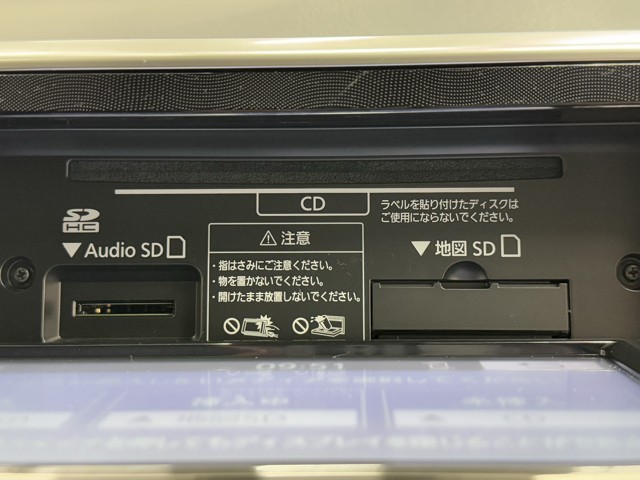 CD
ラベルを貼り付けたディスクは
ご使用にならないでください。
SD
HC
▼Audio SD
⚠注意
・指はさみにご注意ください。
・物を置かないでください。
・開けたまま放置しないでください。
▼地図 SD